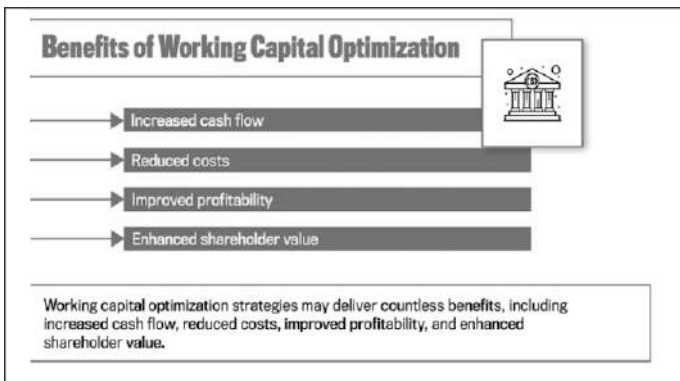 Benefits of Working Capital Optimization
Increased cash flow
Reduced costs
Improved profitability
Enhanced shareholder value
Working capital optimization strategies may deliver countless benefits, including
increased cash flow, reduced costs, improved profitability, and enhanced
shareholder value.